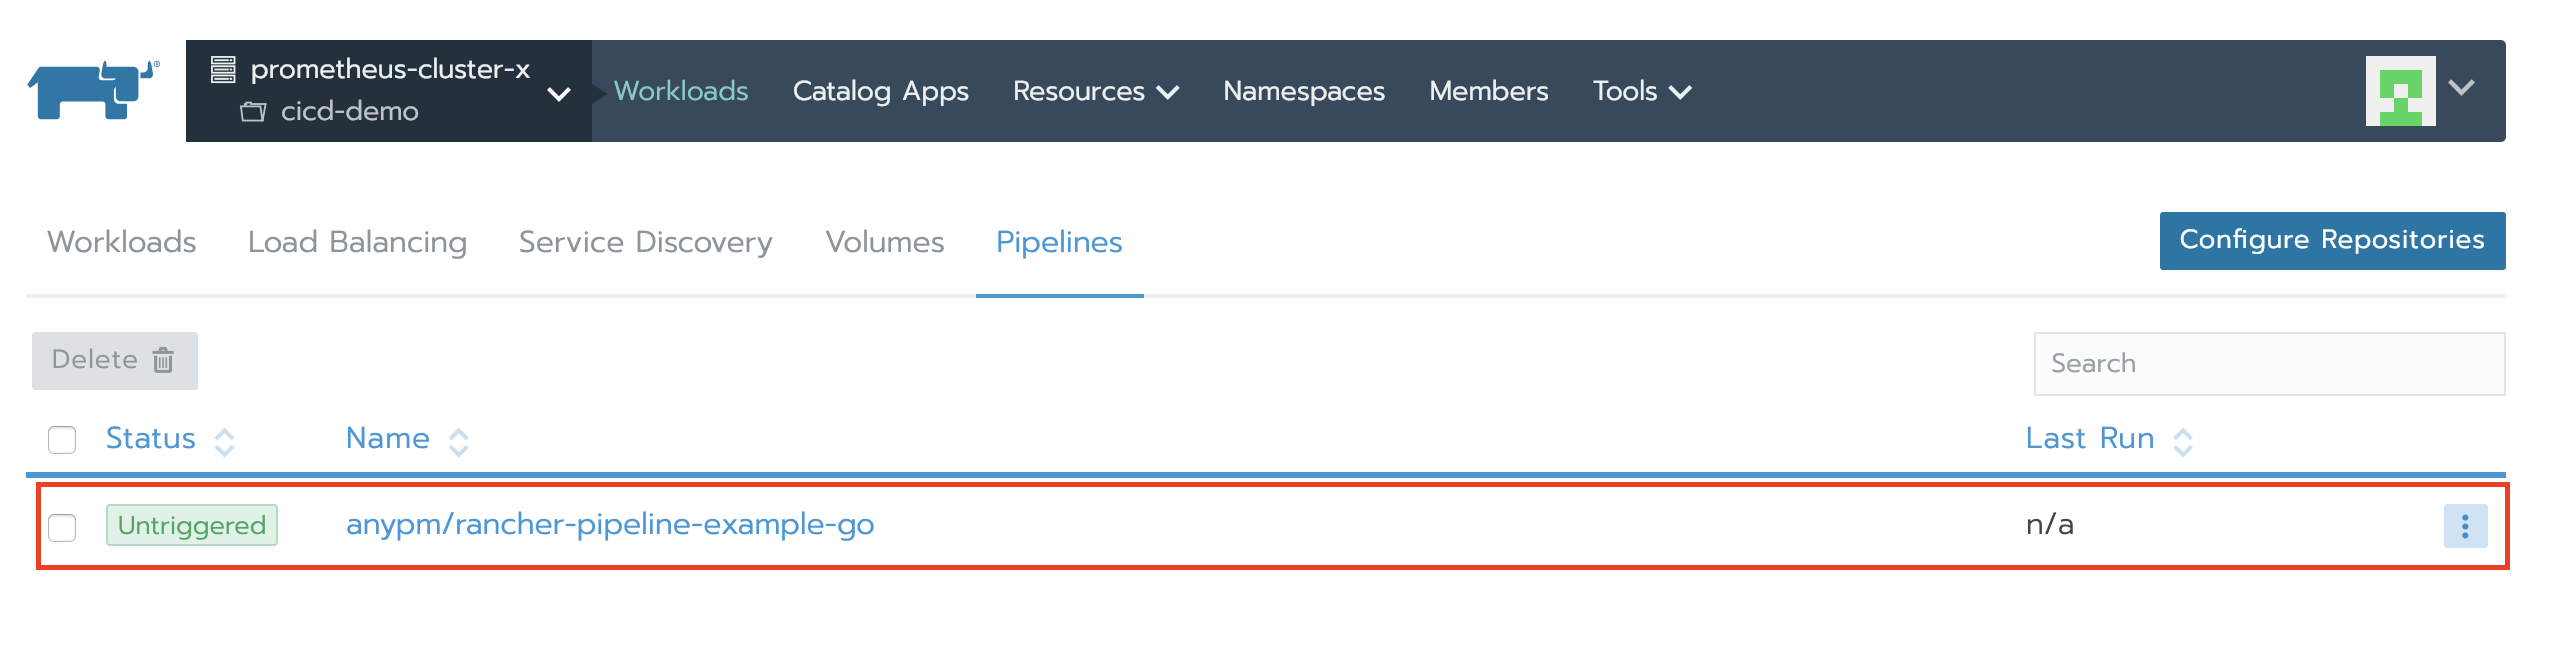 prometheus-cluster-x
cicd-demo
Workloads Catalog Apps Resources Namespaces Members Tools
Workloads Load Balancing Service Discovery Volumes Pipelines Configure Repositories
Delete Search
Status Name Last Run
Untriggered anypm/rancher-pipeline-example-go n/a